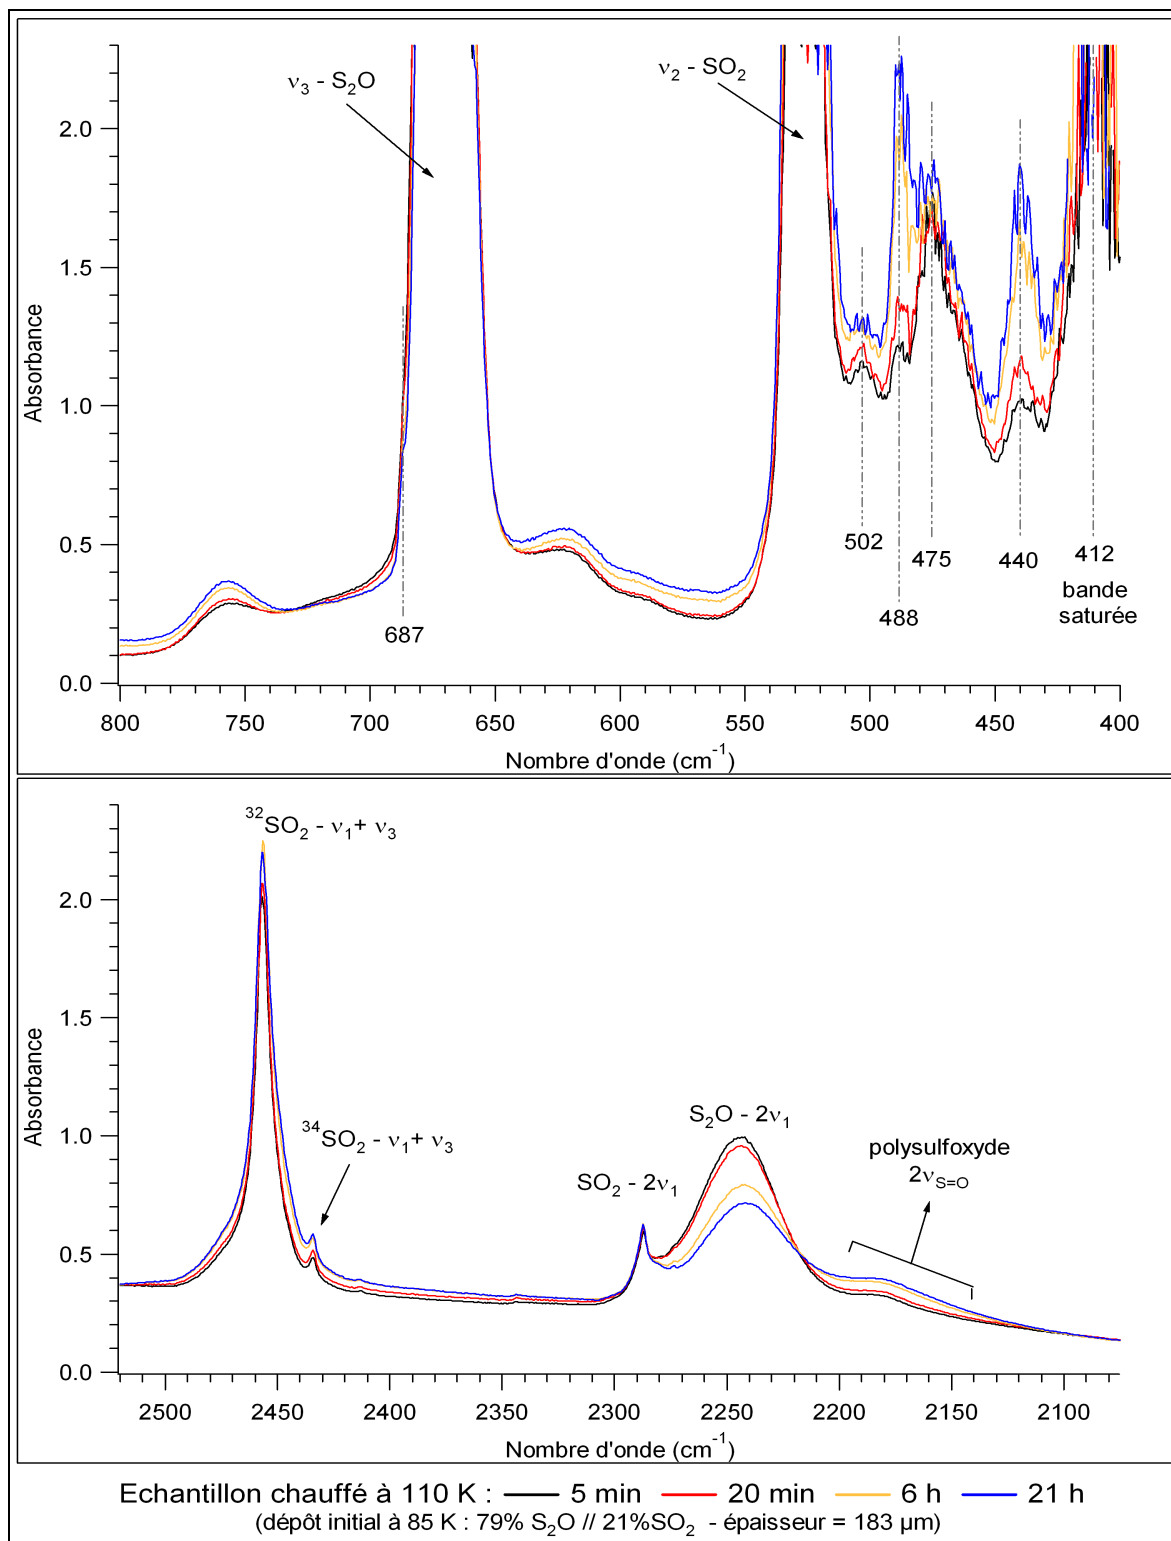 ν3 - S2O
ν2 - SO2
2.0
1.5
1.0
0.5
0.0
Absorbance
502
475
440
412
bande
saturée
488
687
800
750
700
650
600
550
500
450
400
Nombre d'onde (cm-1)
32SO2 - ν1+ ν3
34SO2 - ν1+ ν3
SO2 - 2ν1
S2O - 2ν1
polysulfoxyde
2νS=O
2.0
1.5
1.0
0.5
0.0
Absorbance
2500
2450
2400
2350
2300
2250
2200
2150
2100
Nombre d'onde (cm-1)
Echantillon chauffé à 110 K : 5 min 20 min 6 h 21 h
(dépôt initial à 85 K : 79% S2O // 21%SO2 - épaisseur = 183 µm)